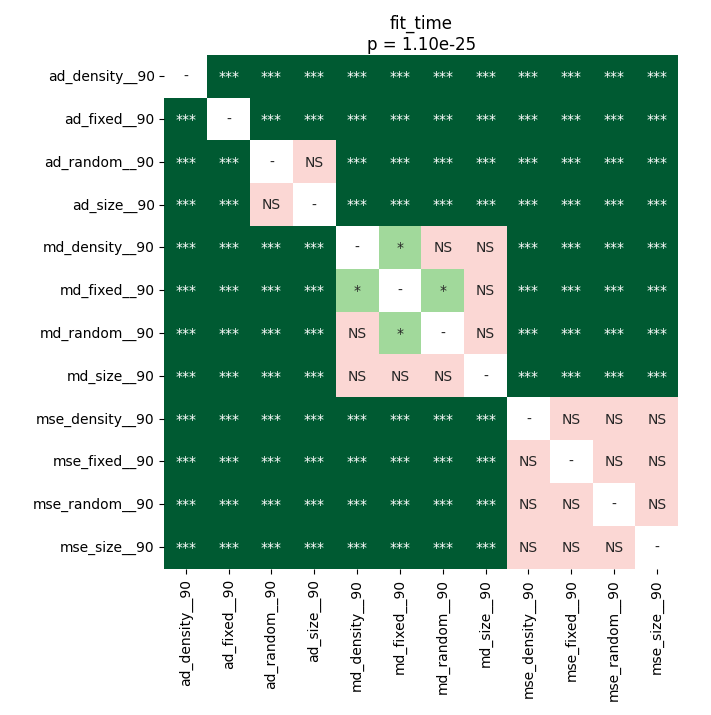 fit_time
p = 1.10e-25
ad_density__90 - *** *** *** *** *** *** *** *** *** *** ***
ad_fixed__90 *** - *** *** *** *** *** *** *** *** *** ***
ad_random__90 *** *** - NS *** *** *** *** *** *** *** ***
ad_size__90 *** *** NS - *** *** *** *** *** *** *** ***
md_density__90 *** *** *** *** - * NS NS *** *** *** ***
md_fixed__90 *** *** *** *** * - * NS *** *** *** ***
md_random__90 *** *** *** *** NS * - NS *** *** *** ***
md_size__90 *** *** *** *** NS NS NS - *** *** *** ***
mse_density__90 *** *** *** *** *** *** *** *** - NS NS NS
mse_fixed__90 *** *** *** *** *** *** *** *** NS - NS NS
mse_random__90 *** *** *** *** *** *** *** *** NS NS - NS
mse_size__90 *** *** *** *** *** *** *** *** NS NS NS -
ad_density__90
ad_fixed__90
ad_random__90
ad_size__90
md_density__90
md_fixed__90
md_random__90
md_size__90
mse_density__90
mse_fixed__90
mse_random__90
mse_size__90